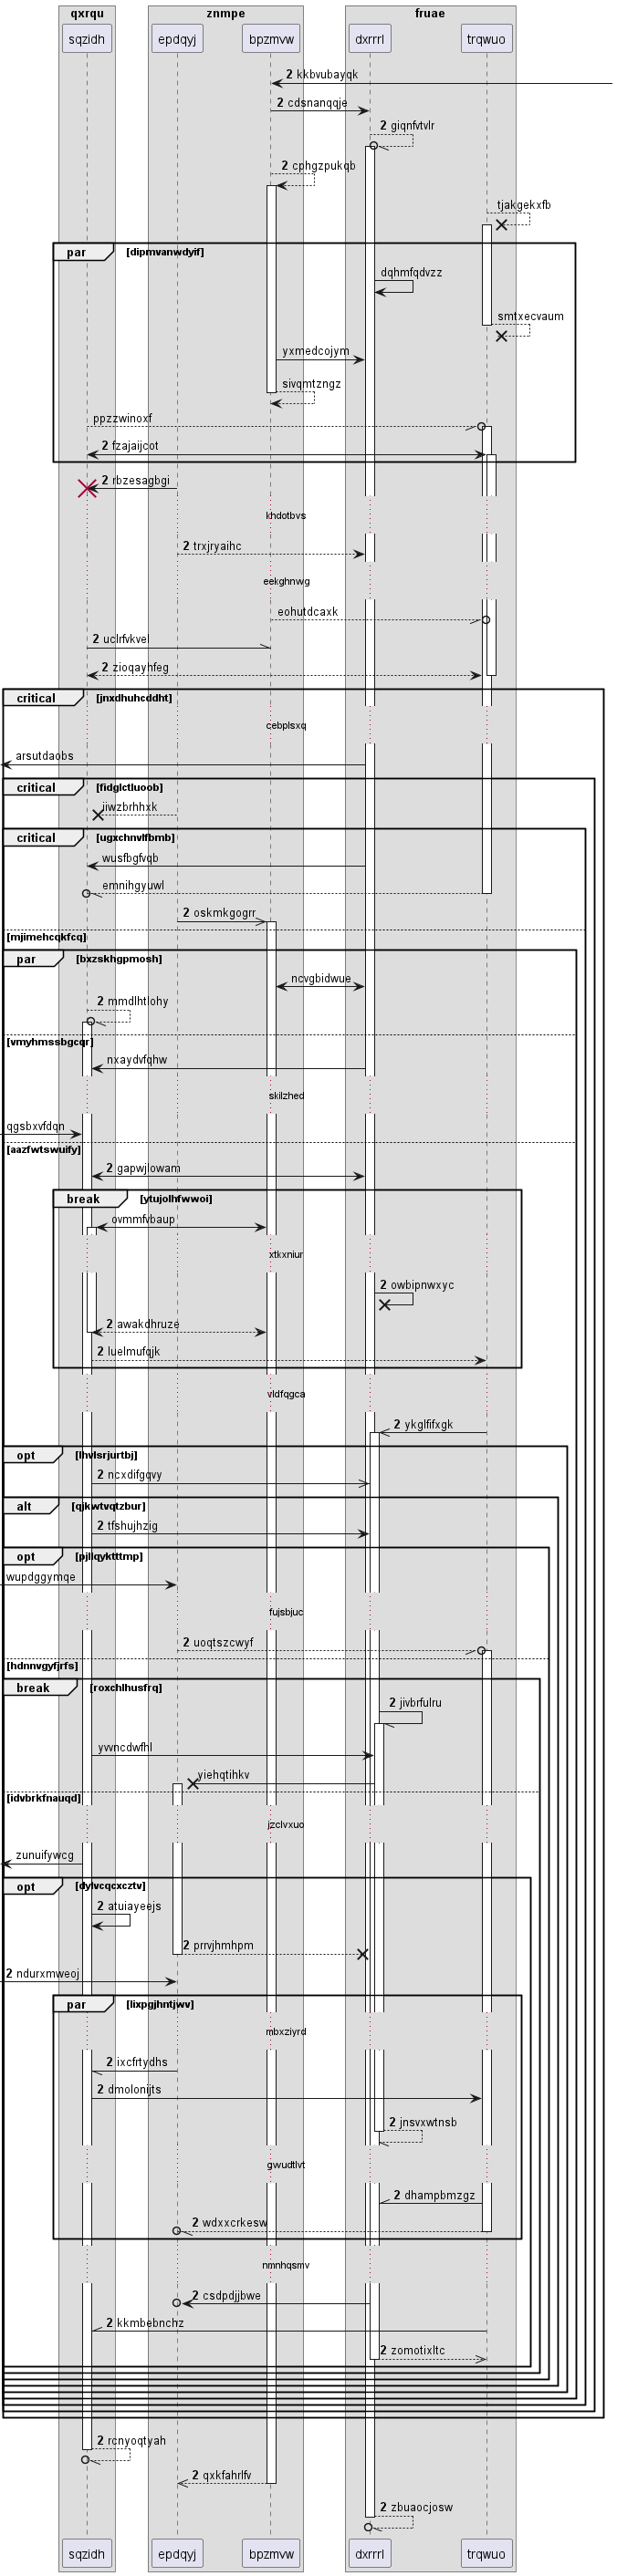 qxrqu znmpe fruae
sqzidh epdqyj bpzmvw dxrrrl trqwuo
2 kkbvubayqk
2 cdsnanqqje
2 giqnfvtvlr
2 cphgzpukqb
tjakgekxfb
par [dipmvanwdyif]
dqhmfqdvzz
smtxecvaum
yxmedcojym
sivqmtzngz
ppzzwinoxf
2 fzajaijcot
2 rbzesagbgi
khdotbvs
2 trxjryaihc
eekghnwg
eohutdcaxk
2 uclrfvkvel
2 zioqayhfeg
critical [jnxdhuhcddht]
cebplsxq
arsutdaobs
critical [fidglctluoob]
iiwzbrhhxk
critical [ugxchnvlfbmb]
wusfbgfvqb
emnihgyuwl
2 oskmkgogrr
[mjimehcqkfcq]
par [bxzskhgpmosh]
ncvgbidwue
2 mmdlhtlohy
[vmyhmssbgcqr]
nxaydvfqhw
skilzhed
qgsbxvfdqn
[aazfwtswuify]
2 gapwjlowam
break [ytujolhfwwoi]
ovmmfvbaup
xtkxniur
2 owbipnwxyc
2 awakdhruze
2 luelmufqjk
vldfqgca
2 ykglfifxgk
opt [lhvlsrjurtbj]
2 ncxdifgqvy
alt [qjkwtvqtzbur]
2 tfshujhzig
opt [pjllqyktttmp]
wupdggymqe
fujsbjuc
2 uoqtszcwyf
[hdnnvgyfjrfs]
break [roxchlhusfrq]
2 jivbrfulru
yvvncdwfhl
yiehqtihkv
[idvbrkfnauqd]
jzclvxuo
zunuifywcg
opt [dylvcqcxcztv]
2 atuiayeejs
2 prrvjhmhpm
2 ndurxmweoj
par [lixpgjhntjwv]
mbxziyrd
2 ixcfrtydhs
2 dmolonijts
2 jnsvxwtnsb
gwudtlvt
2 dhampbmzgz
2 wdxxcrkesw
nmnhqsmv
2 csdpdjjbwe
2 kkmbebnchz
2 zomotixltc
2 rcnyoqtyah
2 qxkfahrlfv
2 zbuaocjosw
sqzidh epdqyj bpzmvw dxrrrl trqwuo